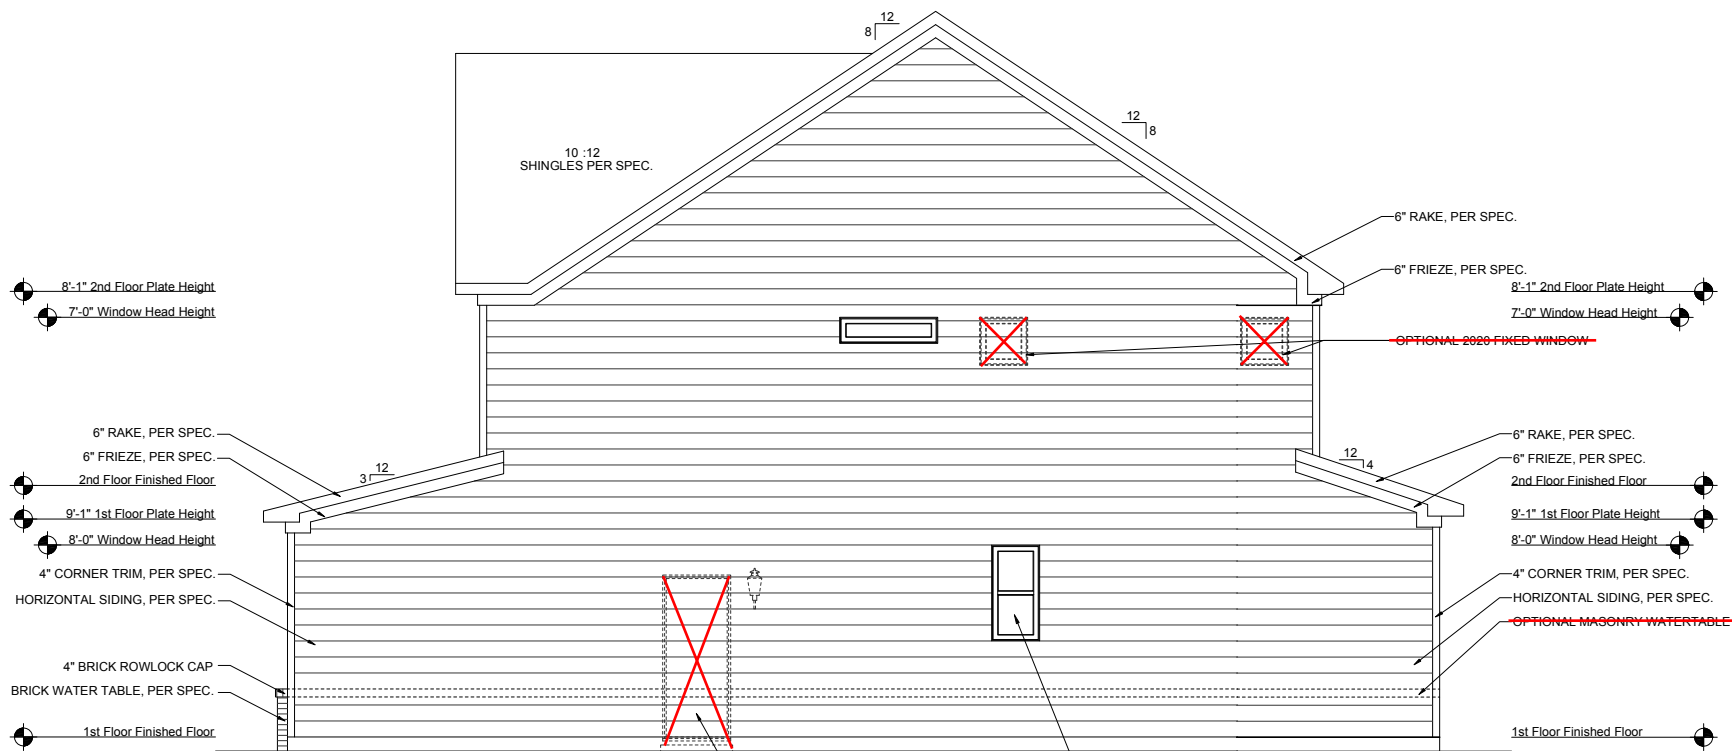 12
8
12
8
10 :12
SHINGLES PER SPEC.
6" RAKE, PER SPEC.
6" FRIEZE, PER SPEC.
8'-1" 2nd Floor Plate Height
7'-0" Window Head Height
8'-1" 2nd Floor Plate Height
7'-0" Window Head Height
OPTIONAL 2020 FIXED WINDOW
6" RAKE, PER SPEC.
6" FRIEZE, PER SPEC.
12
3
2nd Floor Finished Floor
9'-1" 1st Floor Plate Height
8'-0" Window Head Height
4" CORNER TRIM, PER SPEC.
HORIZONTAL SIDING, PER SPEC.
4" BRICK ROWLOCK CAP
BRICK WATER TABLE, PER SPEC.
1st Floor Finished Floor
12
4
6" RAKE, PER SPEC.
6" FRIEZE, PER SPEC.
2nd Floor Finished Floor
9'-1" 1st Floor Plate Height
8'-0" Window Head Height
4" CORNER TRIM, PER SPEC.
HORIZONTAL SIDING, PER SPEC.
OPTIONAL MASONRY WATERTABLE
1st Floor Finished Floor